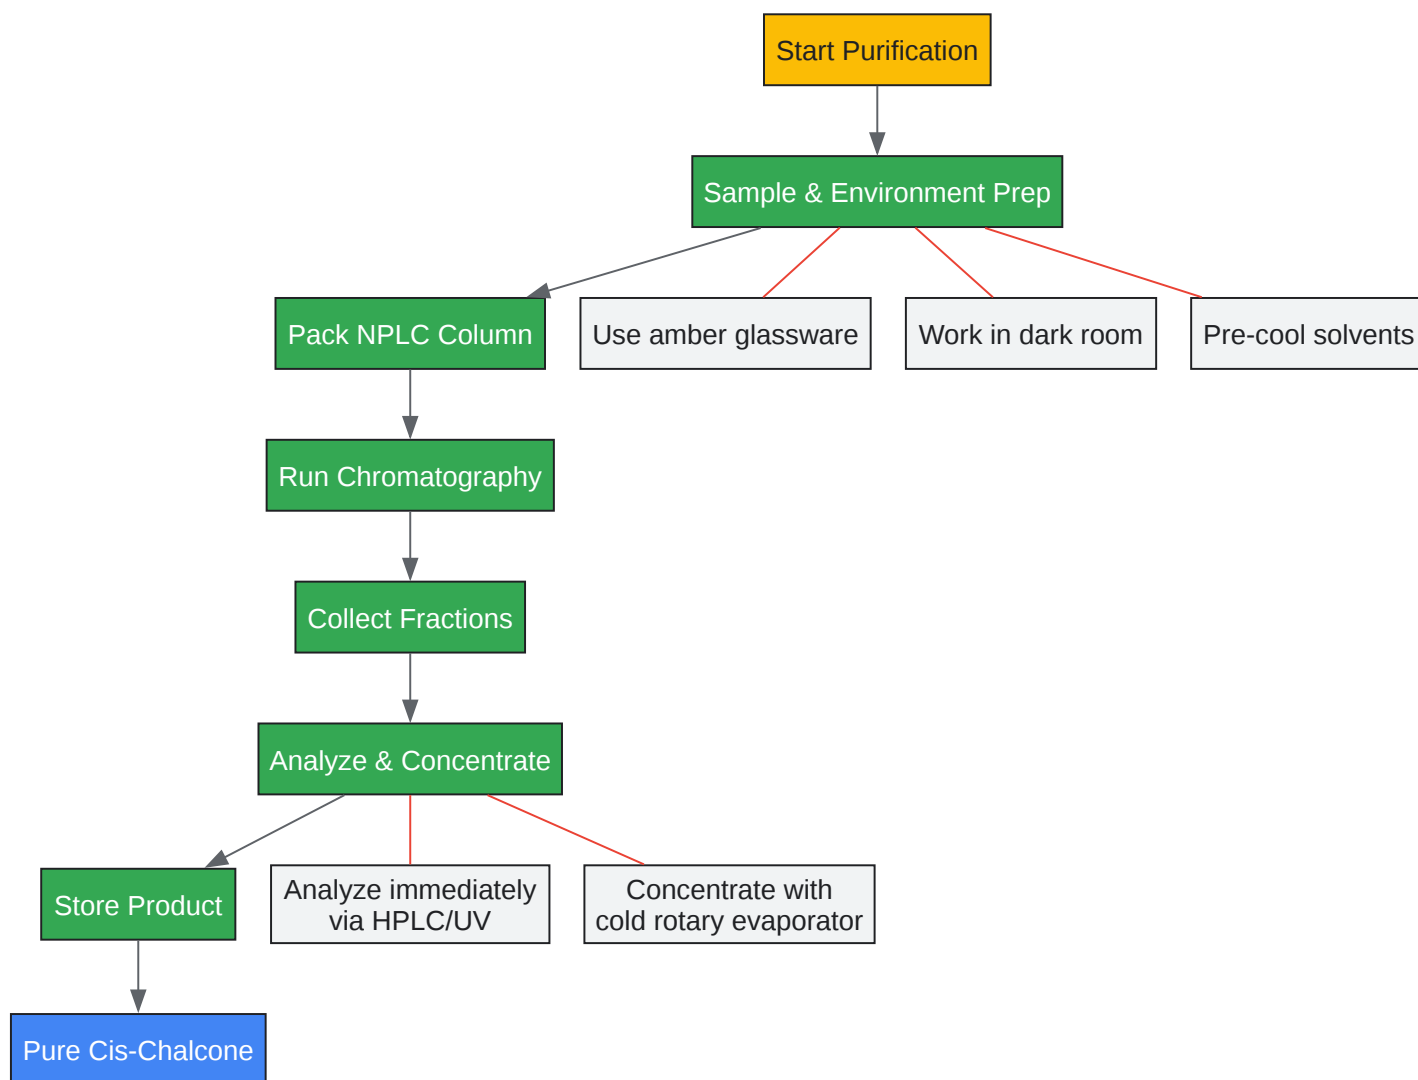 Start Purification
Sample & Environment Prep
Pack NPLC Column
Use amber glassware
Work in dark room
Pre-cool solvents
Run Chromatography
Collect Fractions
Analyze & Concentrate
Store Product
Analyze immediately
via HPLC/UV
Concentrate with
cold rotary evaporator
Pure Cis-Chalcone